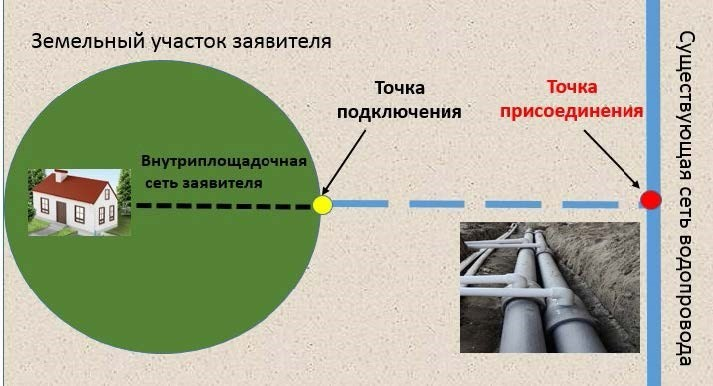 Земельный участок заявителя
Точка
подключения
Точка
присоединения
Внутриплощадочная
сеть заявителя
Существующая сеть водопровода